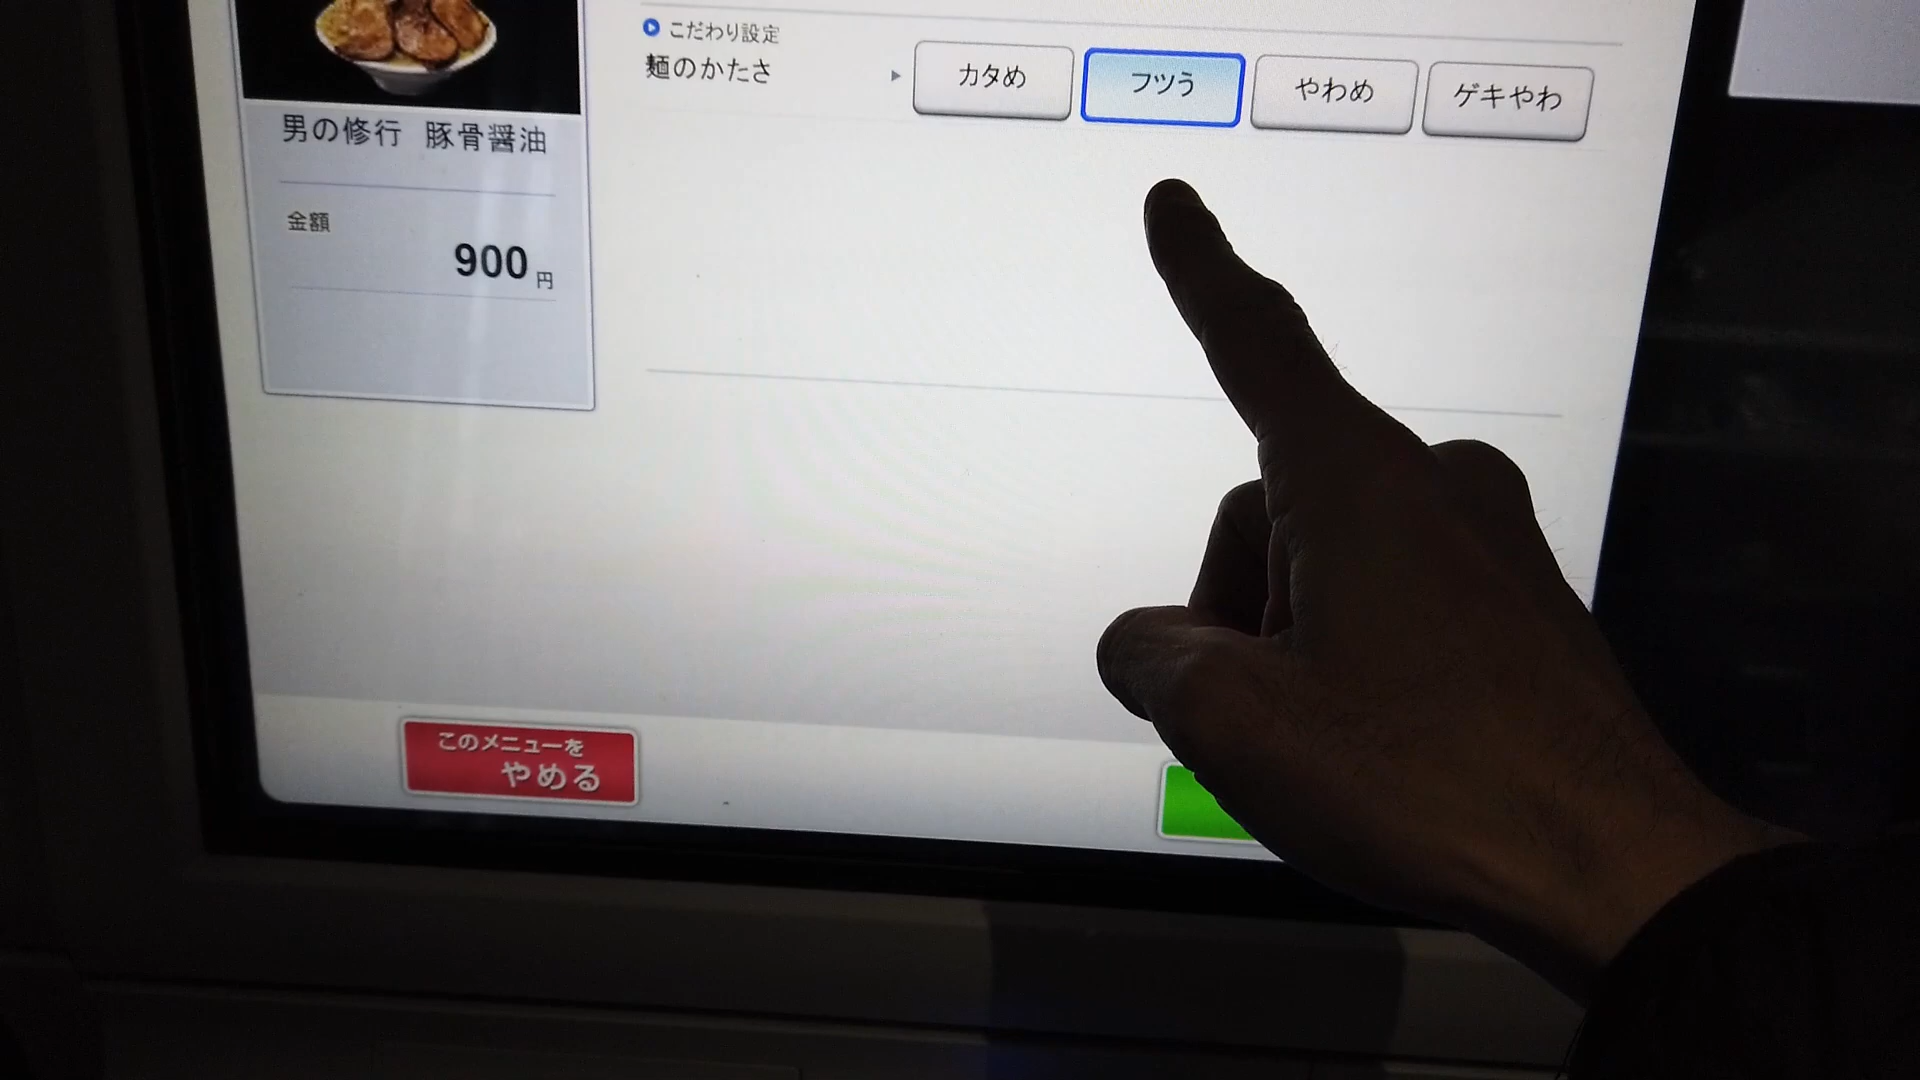 こだわり設定
麺のかたさ
カタめ
フツう
やわめ
ゲキやわ
男の修行 豚骨醤油
金額
900円
このメニューを
やめる